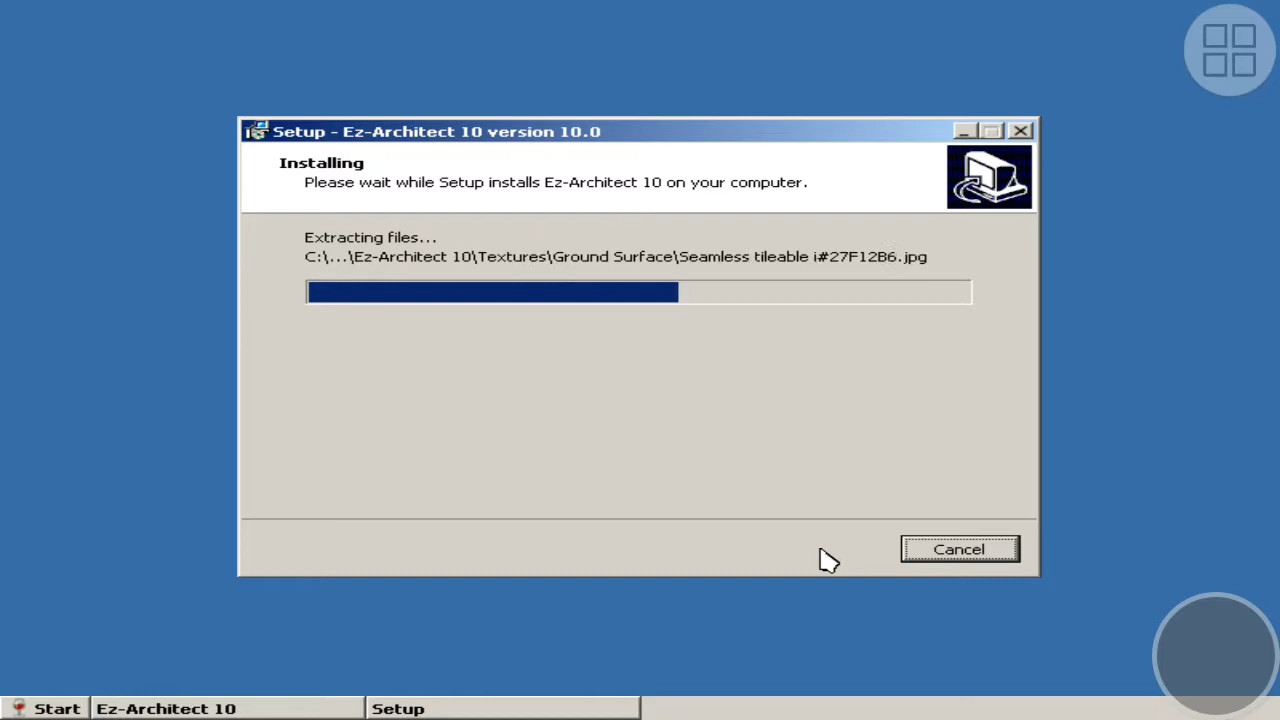 Setup - Ez-Architect 10 version 10.0
Installing
Please wait while Setup installs Ez-Architect 10 on your computer.
Extracting files...
C:\...\Ez-Architect 10\Textures\Ground Surface\Seamless tileable i#27F12B6.jpg
Cancel
Start
Ez-Architect 10
Setup